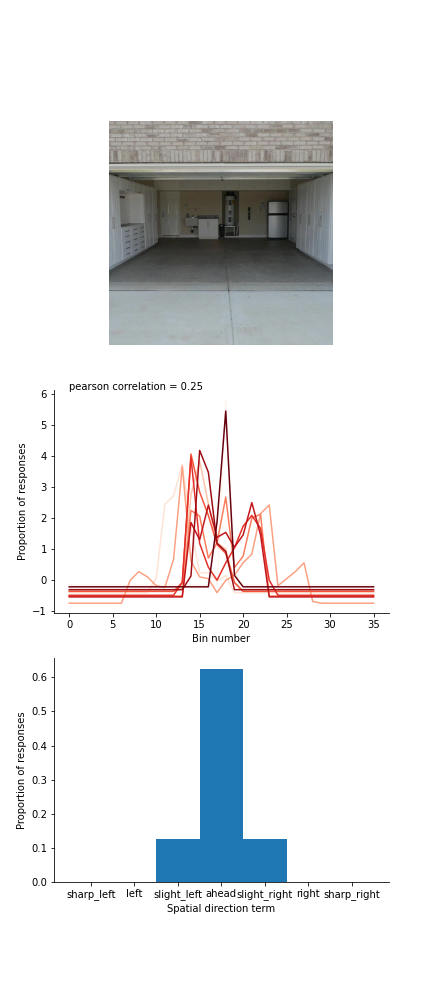 pearson correlation = 0.25
6
5
4
3
2
1
0
−1
Proportion of responses
0 5 10 15 20 25 30 35
Bin number
0.6
0.5
0.4
0.3
0.2
0.1
0.0
Proportion of responses
sharp_left left slight_left ahead slight_right right sharp_right
Spatial direction term